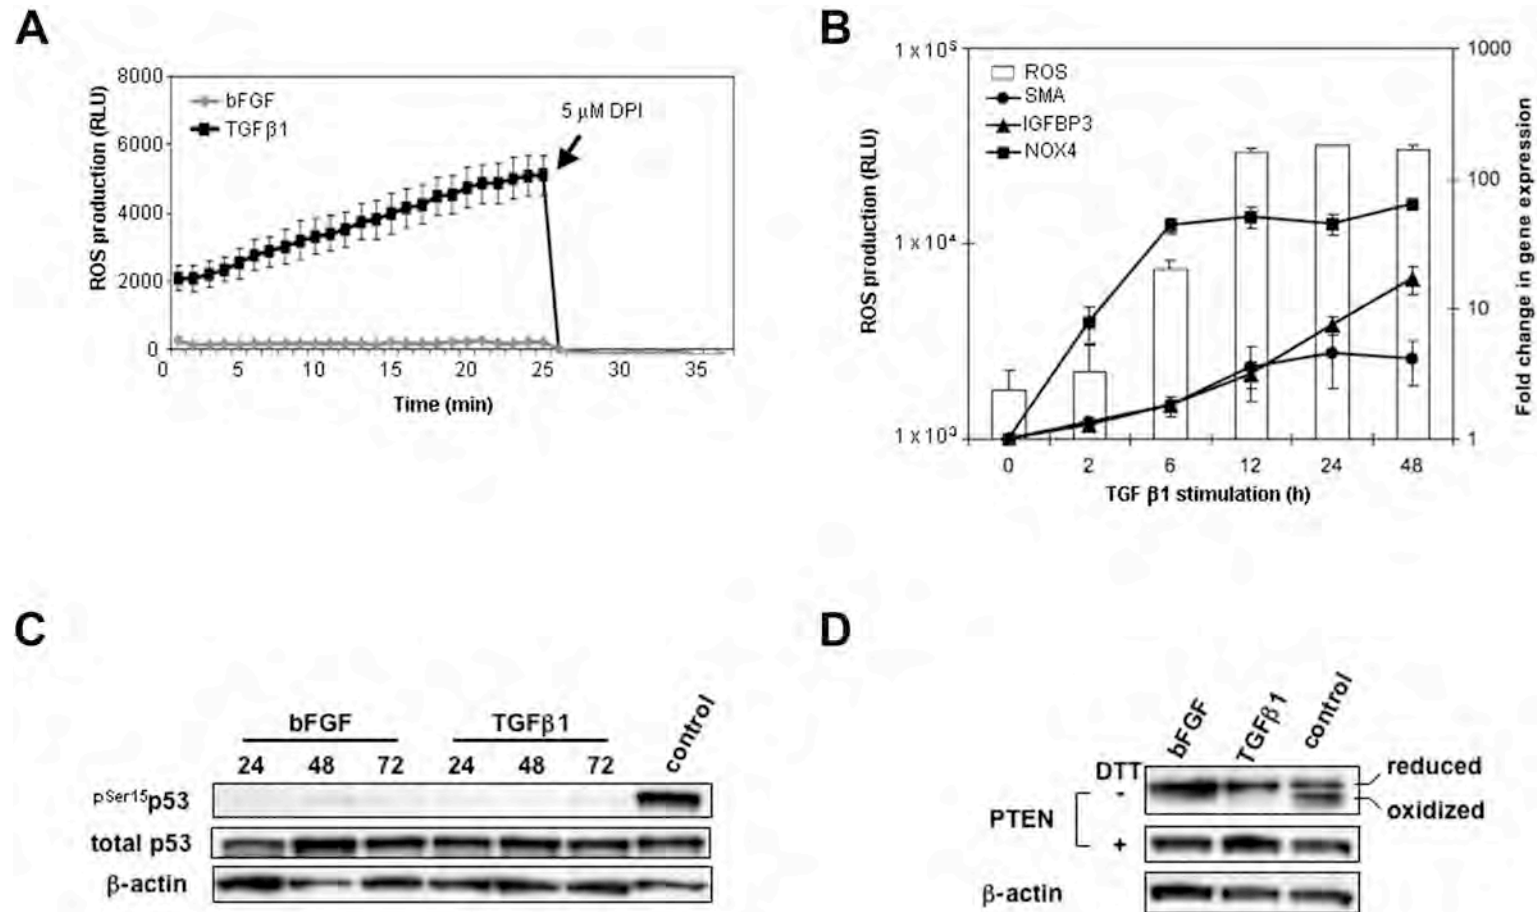 A
8000
6000
4000
2000
0
ROS production (RLU)
bFGF
TGFβ1
5 μM DPI
0 5 10 15 20 25 30 35
Time (min)
B
1 x 10⁵
1 x 10⁴
1 x 10³
ROS production (RLU)
ROS
SMA
IGFBP3
NOX4
1000
100
10
1
Fold change in gene expression
0 2 6 12 24 48
TGF β1 stimulation (h)
C
bFGF TGFβ1 control
24 48 72 24 48 72
pSer15p53
total p53
β-actin
D
bFGF TGFβ1 control
DTT
reduced
-
oxidized
PTEN
+
β-actin